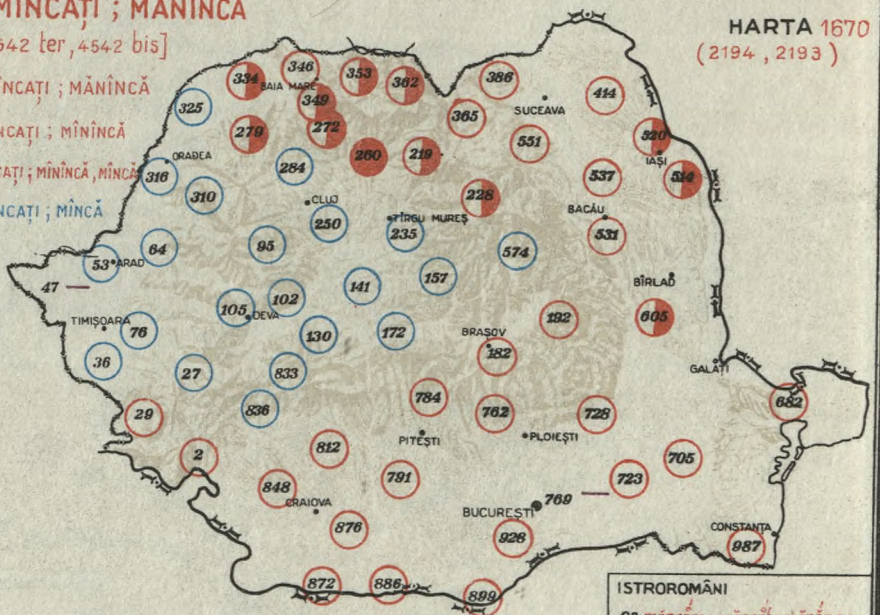 MÎNCAȚI ; MĂNÎNCĂ
HARTA 1670
(2194 , 2193)
542 ter, 4542 bis]
ÎNCAȚI ; MĂNÎNCĂ
NCAȚI ; MÎNÎNCĂ
CAȚI ; MÎNÎNCĂ, MÎNCĂ
NCAȚI ; MÎNCĂ
334
346
353
362
386
BAIA MARE
349
325
SUCEAVA
414
365
279
272
551
520
ORADEA
260
219
IAȘI
284
316
310
537
514
228
CLUJ
BACĂU
250
TÎRGU MUREȘ
235
531
64
95
574
53
ARAD
47
157
BÎRLAD
141
102
105
DEVA
TIMIȘOARA
76
130
172
192
605
BRAȘOV
182
36
27
833
GALAȚI
784
682
29
836
762
728
PITEȘTI
PLOIEȘTI
2
812
705
848
791
723
CRAIOVA
769
BUCUREȘTI
876
928
CONSTANȚA
987
872
886
899
ISTROROMÂNI